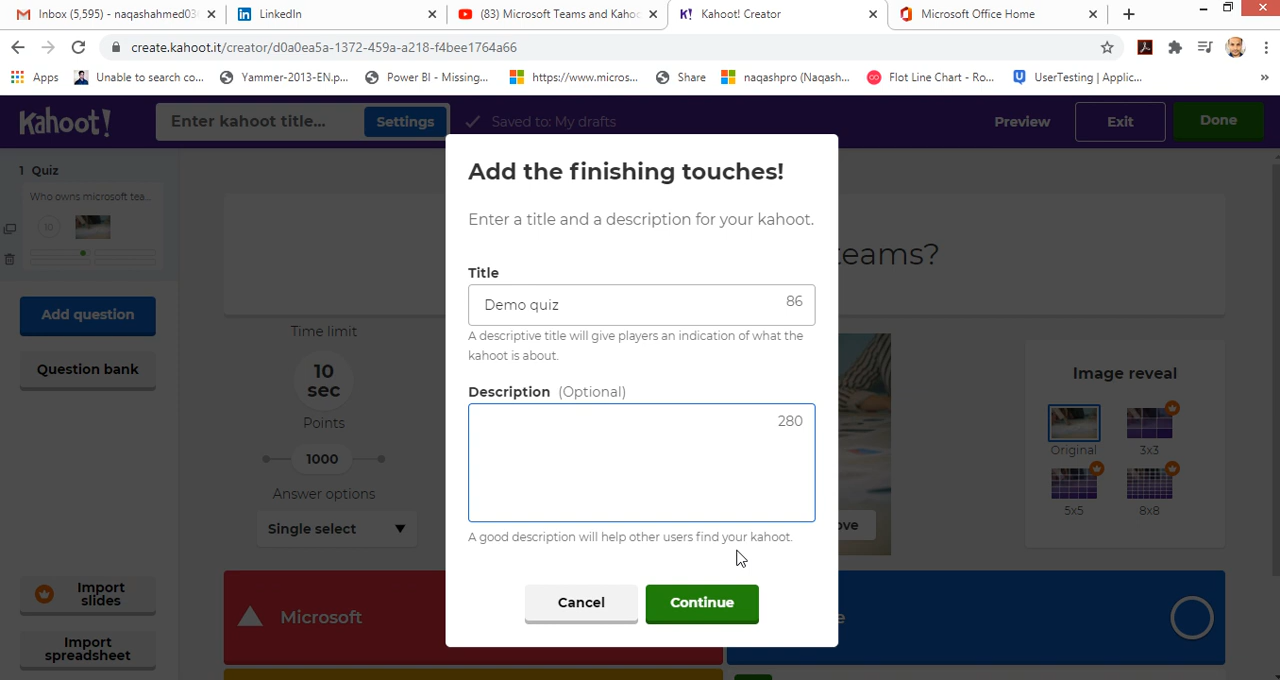 Inbox (5,595) - naqashahmed03
LinkedIn
(83) Microsoft Teams and Kahoo
Kahoot! Creator
Microsoft Office Home
create.kahoot.it/creator/d0a0ea5a-1372-459a-a218-f4bee1764a66
Apps
Unable to search co...
Yammer-2013-EN.p...
Power BI - Missing...
https://www.micros...
Share
naqashpro (Naqash...
Flot Line Chart - Ro...
UserTesting | Applic...
»
Kahoot!
Enter kahoot title...
Settings
Saved to: My drafts
Preview
Exit
Done
1 Quiz
Who owns microsoft tea...
10
Add question
Question bank
Import slides
Import spreadsheet
Time limit
10 sec
Points
1000
Answer options
Single select
teams?
Add the finishing touches!
Enter a title and a description for your kahoot.
Title
Demo quiz
86
A descriptive title will give players an indication of what the
kahoot is about.
Description (Optional)
280
A good description will help other users find your kahoot.
Cancel
Continue
Image reveal
Original
3x3
5x5
8x8
Microsoft